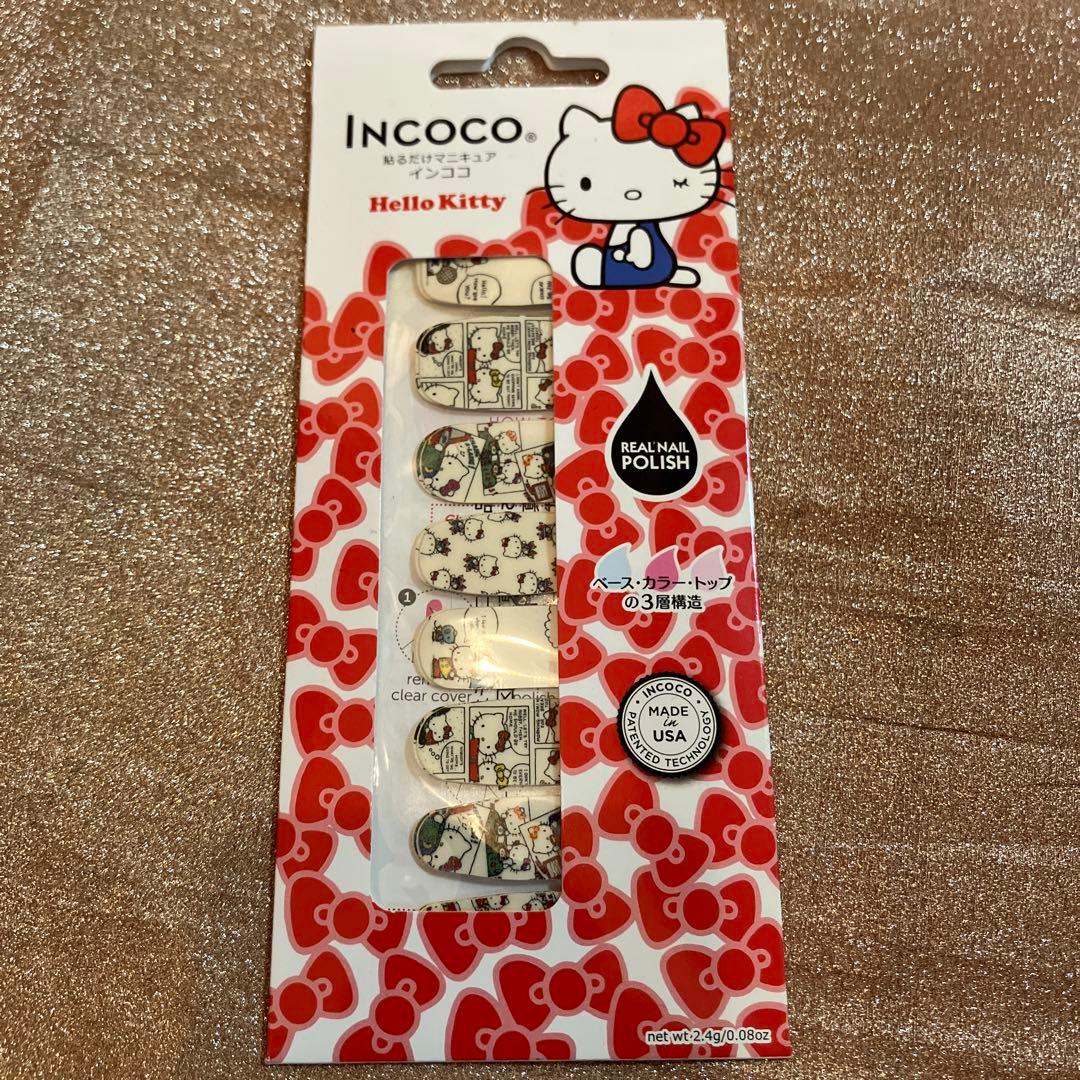 INCOCO®
貼るだけマニキュア
インココ
Hello Kitty
REAL NAIL
POLISH
ベース・カラー・トップ
の3層構造
INCOCO
MADE
in
USA
PATENTED TECHNOLOGY
1
clear cover
polish
net wt 2.4g/0.08oz